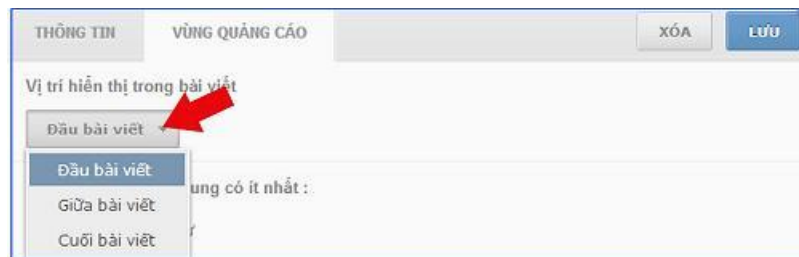 THÔNG TIN
VÙNG QUẢNG CÁO
XÓA
LƯU
Vị trí hiển thị trong bài viết
Đầu bài viết
Đầu bài viết
ung có ít nhất :
Giữa bài viết
Cuối bài viết